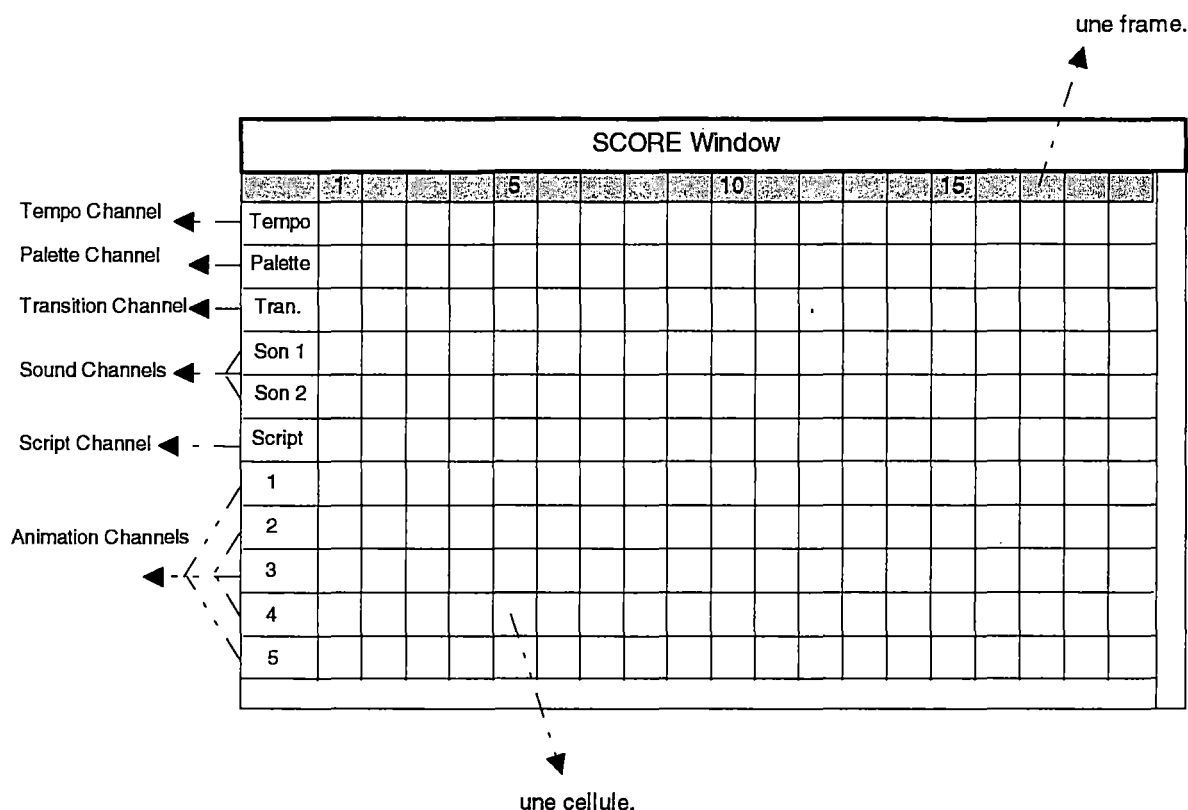 une frame.
SCORE Window
1 5 10 15
Tempo Channel
Tempo
Palette Channel
Palette
Transition Channel
Tran.
Son 1
Sound Channels
Son 2
Script Channel
Script
1
Animation Channels
2
3
4
5
une cellule.